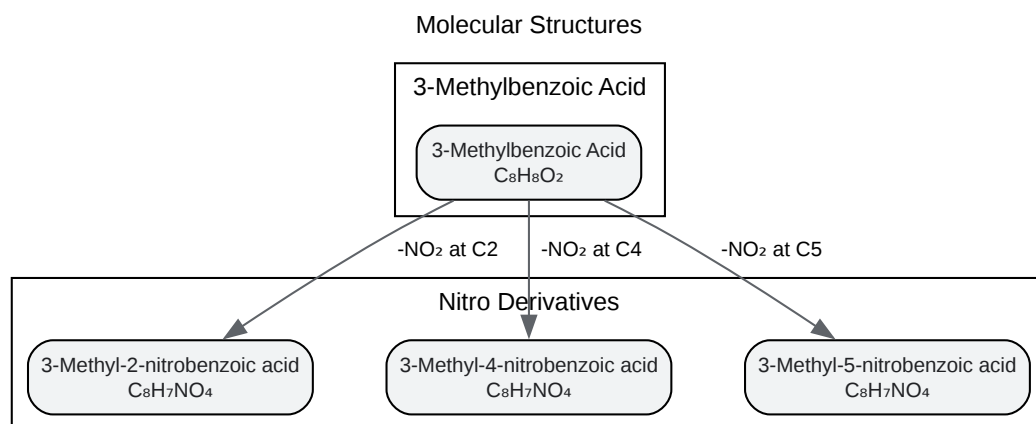 Molecular Structures
3-Methylbenzoic Acid
3-Methylbenzoic Acid
C₈H₈O₂
-NO₂ at C2
-NO₂ at C4
-NO₂ at C5
Nitro Derivatives
3-Methyl-2-nitrobenzoic acid
C₈H₇NO₄
3-Methyl-4-nitrobenzoic acid
C₈H₇NO₄
3-Methyl-5-nitrobenzoic acid
C₈H₇NO₄